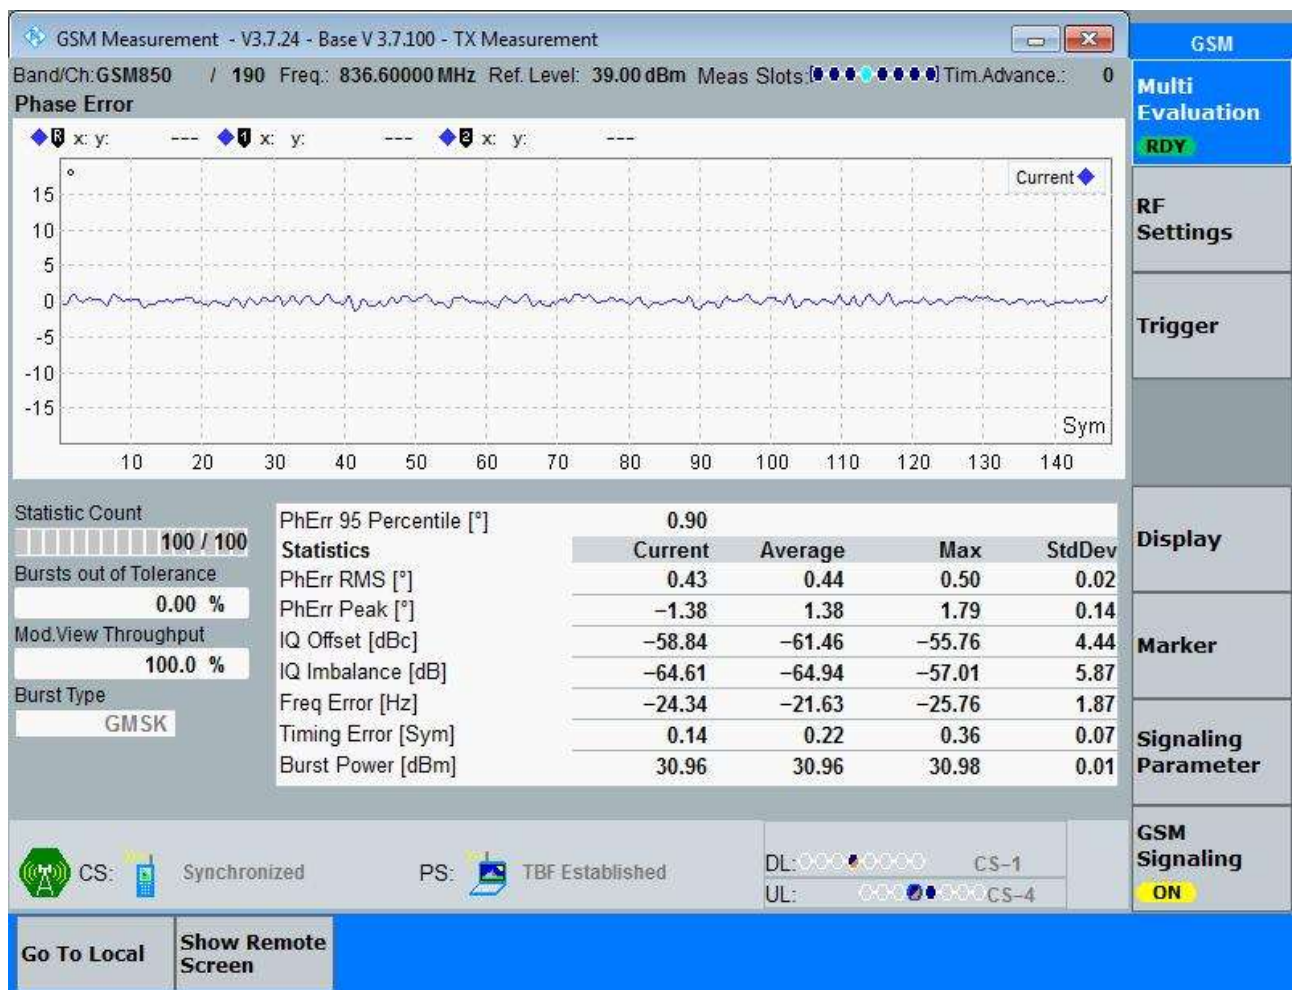 GSM Measurement - V3.7.24 - Base V 3.7.100 - TX Measurement
GSM
Band/Ch:GSM850 / 190 Freq.: 836.60000 MHz Ref. Level: 39.00 dBm Meas Slots: Tim.Advance.: 0
Phase Error
R x: y: --- 1 x: y: --- 2 x: y: ---
°
Current
15
10
5
0
-5
-10
-15
Sym
10 20 30 40 50 60 70 80 90 100 110 120 130 140
Statistic Count
100 / 100
Bursts out of Tolerance
0.00 %
Mod.View Throughput
100.0 %
Burst Type
GMSK
PhErr 95 Percentile [°] 0.90
Statistics Current Average Max StdDev
PhErr RMS [°] 0.43 0.44 0.50 0.02
PhErr Peak [°] −1.38 1.38 1.79 0.14
IQ Offset [dBc] −58.84 −61.46 −55.76 4.44
IQ Imbalance [dB] −64.61 −64.94 −57.01 5.87
Freq Error [Hz] −24.34 −21.63 −25.76 1.87
Timing Error [Sym] 0.14 0.22 0.36 0.07
Burst Power [dBm] 30.96 30.96 30.98 0.01
CS: Synchronized PS: TBF Established
DL: CS−1
UL: CS−4
Multi
Evaluation
RDY
RF
Settings
Trigger
Display
Marker
Signaling
Parameter
GSM
Signaling
ON
Go To Local
Show Remote
Screen